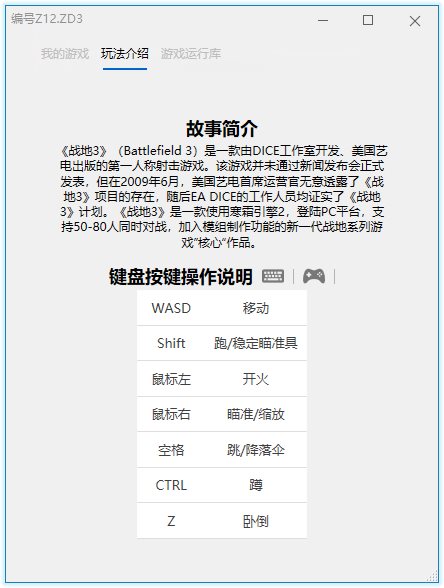 编号Z12.ZD3
我的游戏 玩法介绍 游戏运行库
故事简介
《战地3》（Battlefield 3）是一款由DICE工作室开发、美国艺
电出版的第一人称射击游戏。该游戏并未通过新闻发布会正式
发表，但在2009年6月，美国艺电首席运营官无意透露了《战
地3》项目的存在，随后EA DICE的工作人员均证实了《战地
3》计划。《战地3》是一款使用寒霜引擎2，登陆PC平台，支
持50-80人同时对战，加入模组制作功能的新一代战地系列游
戏“核心”作品。
键盘按键操作说明
WASD 移动
Shift 跑/稳定瞄准具
鼠标左 开火
鼠标右 瞄准/缩放
空格 跳/降落伞
CTRL 蹲
Z 卧倒